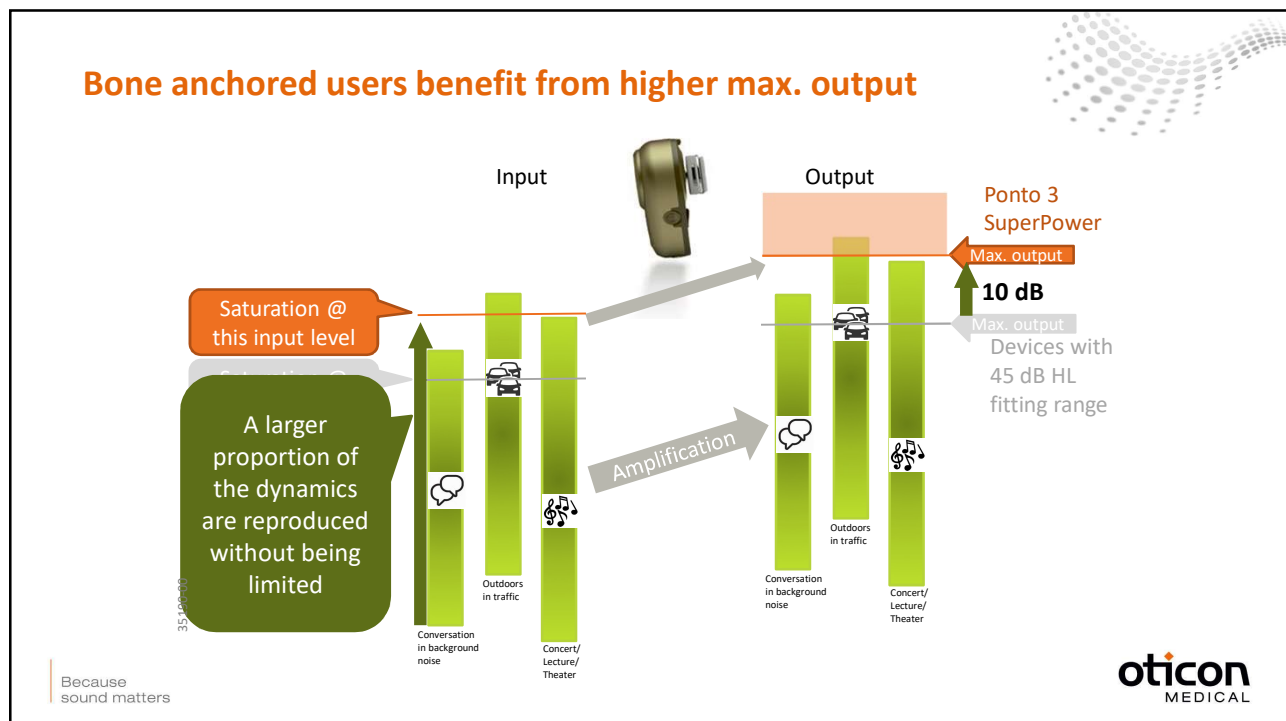 Bone anchored users benefit from higher max. output
Input
Output
Ponto 3
SuperPower
Max. output
10 dB
Max. output
Devices with
45 dB HL
fitting range
Saturation @
this input level
Saturation @
A larger
proportion of
the dynamics
are reproduced
without being
limited
Amplification
Outdoors
in traffic
Conversation
in background
noise
Concert/
Lecture/
Theater
Outdoors
in traffic
Conversation
in background
noise
Concert/
Lecture/
Theater
Because
sound matters
oticon
MEDICAL